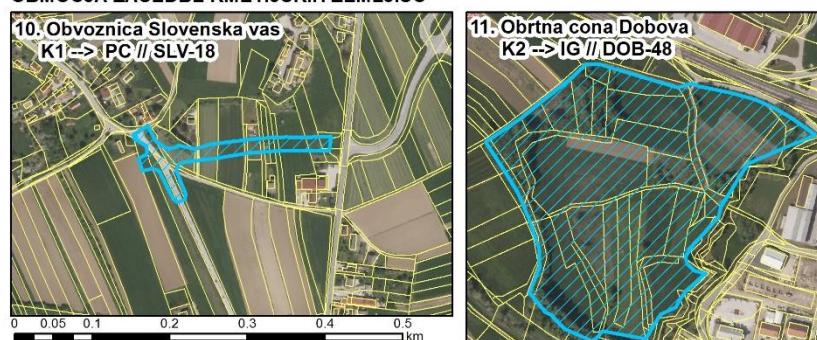 OBMOČJA ZASEDBE KMETIJSKIH ZEMLJIŠČ
10. Obvoznica Slovenska vas
K1 --> PC // SLV-18
11. Obrtna cona Dobova
K2 --> IG // DOB-48
0 0.05 0.1 0.2 0.3 0.4 0.5
km